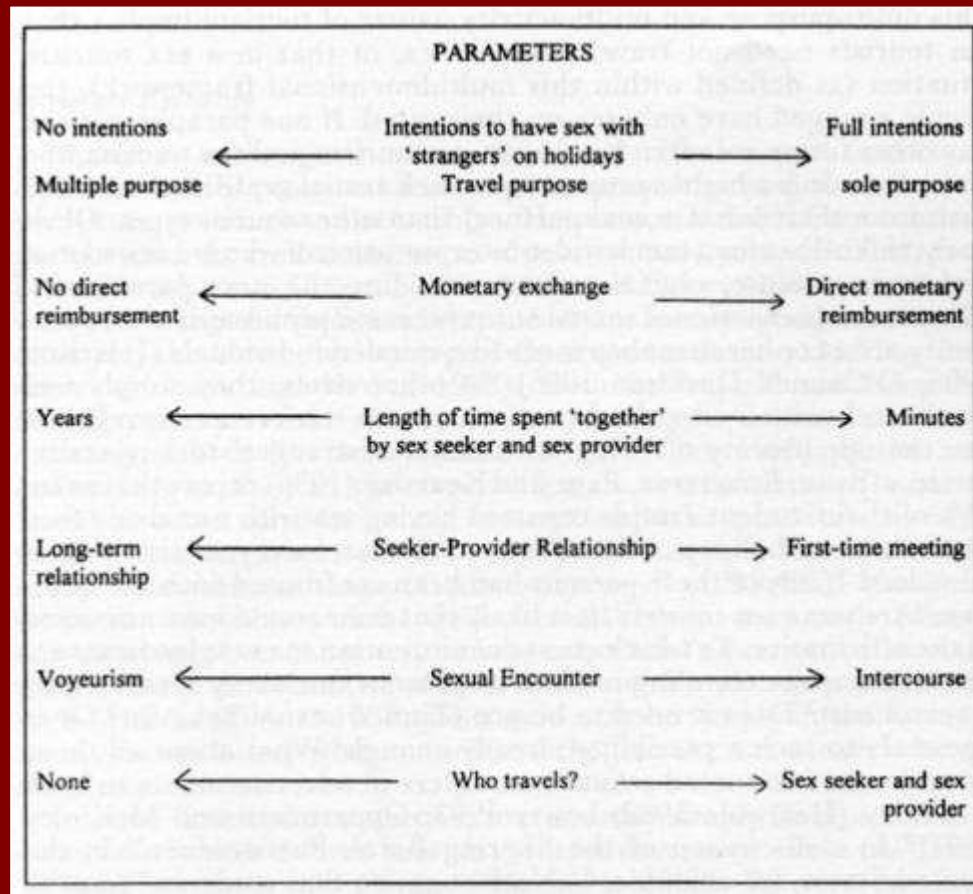 PARAMETERS
No intentions Intentions to have sex with Full intentions
'strangers' on holidays
Multiple purpose Travel purpose sole purpose
No direct Monetary exchange Direct monetary
reimbursement reimbursement
Years Length of time spent 'together' Minutes
by sex seeker and sex provider
Long-term Seeker-Provider Relationship First-time meeting
relationship
Voyeurism Sexual Encounter Intercourse
None Who travels? Sex seeker and sex
provider